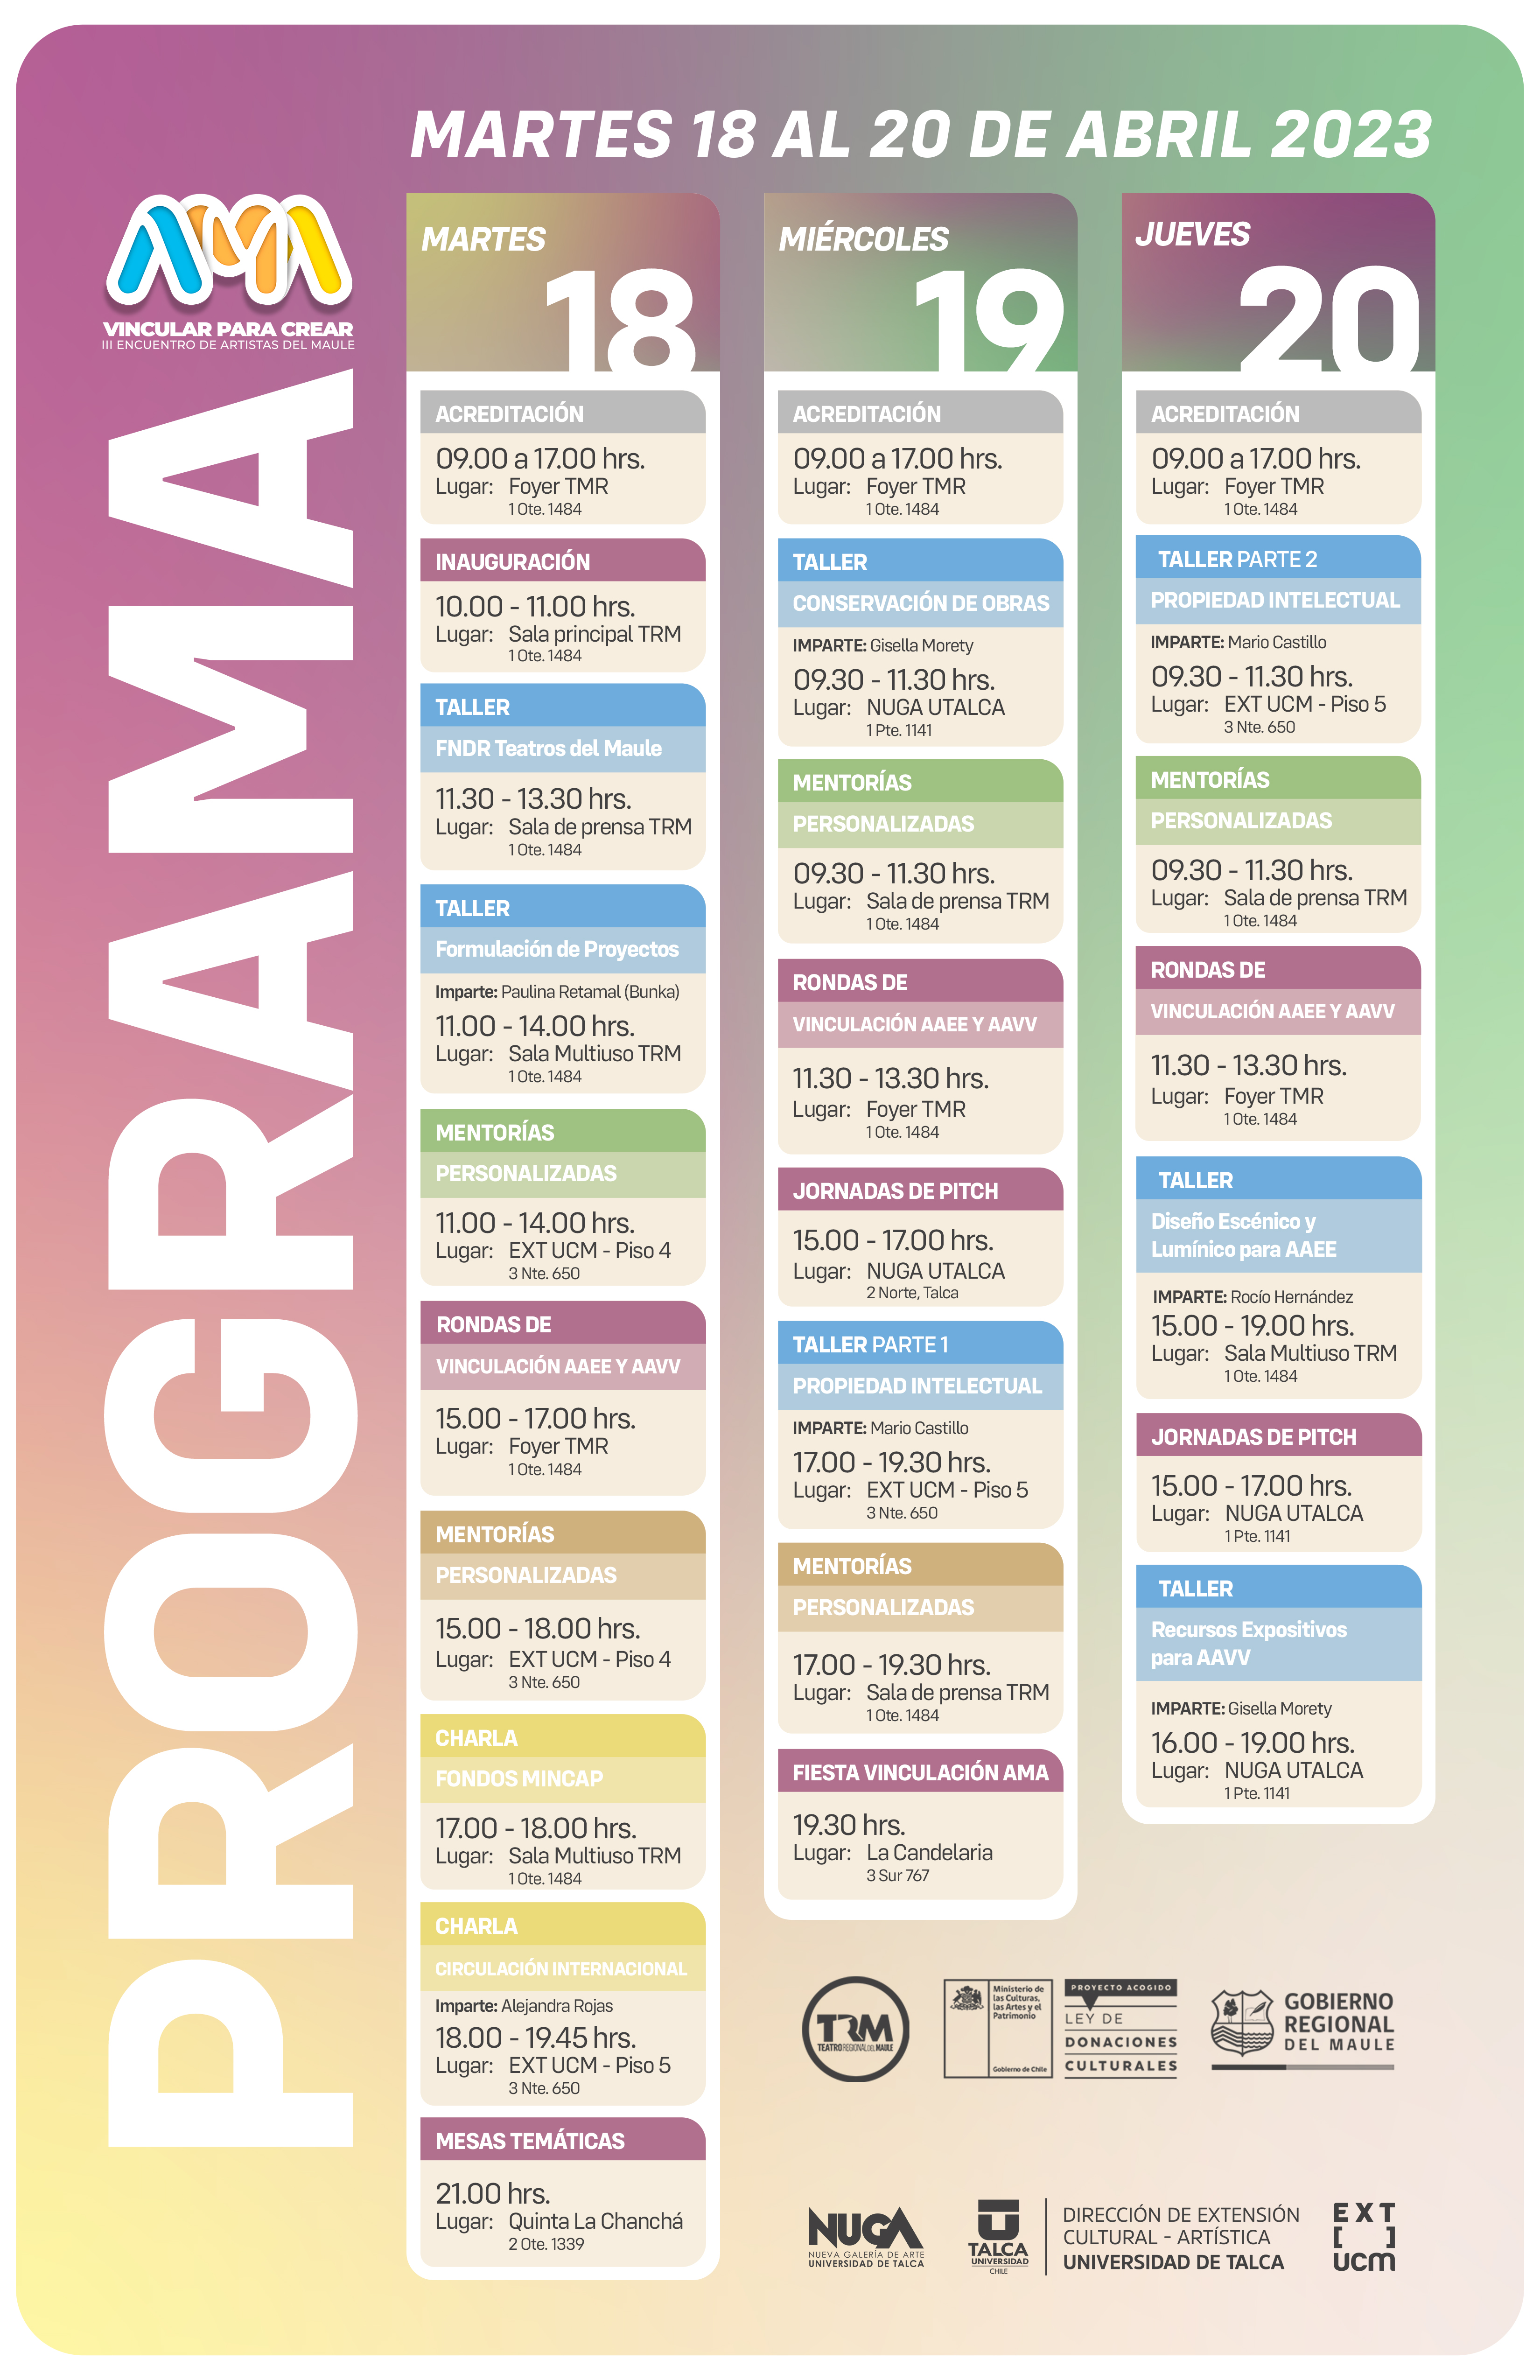 MARTES 18 AL 20 DE ABRIL 2023
AMA
VINCULAR PARA CREAR
III ENCUENTRO DE ARTISTAS DEL MAULE
PROGRAMA
MARTES
18
ACREDITACIÓN
09.00 a 17.00 hrs.
Lugar: Foyer TMR
1 Ote. 1484
INAUGURACIÓN
10.00 - 11.00 hrs.
Lugar: Sala principal TRM
1 Ote. 1484
TALLER
FNDR Teatros del Maule
11.30 - 13.30 hrs.
Lugar: Sala de prensa TRM
1 Ote. 1484
TALLER
Formulación de Proyectos
Imparte: Paulina Retamal (Bunka)
11.00 - 14.00 hrs.
Lugar: Sala Multiuso TRM
1 Ote. 1484
MENTORÍAS
PERSONALIZADAS
11.00 - 14.00 hrs.
Lugar: EXT UCM - Piso 4
3 Nte. 650
RONDAS DE
VINCULACIÓN AAEE Y AAVV
15.00 - 17.00 hrs.
Lugar: Foyer TMR
1 Ote. 1484
MENTORÍAS
PERSONALIZADAS
15.00 - 18.00 hrs.
Lugar: EXT UCM - Piso 4
3 Nte. 650
CHARLA
FONDOS MINCAP
17.00 - 18.00 hrs.
Lugar: Sala Multiuso TRM
1 Ote. 1484
CHARLA
CIRCULACIÓN INTERNACIONAL
Imparte: Alejandra Rojas
18.00 - 19.45 hrs.
Lugar: EXT UCM - Piso 5
3 Nte. 650
MESAS TEMÁTICAS
21.00 hrs.
Lugar: Quinta La Chanchá
2 Ote. 1339
MIÉRCOLES
19
ACREDITACIÓN
09.00 a 17.00 hrs.
Lugar: Foyer TMR
1 Ote. 1484
TALLER
CONSERVACIÓN DE OBRAS
IMPARTE: Gisella Morety
09.30 - 11.30 hrs.
Lugar: NUGA UTALCA
1 Pte. 1141
MENTORÍAS
PERSONALIZADAS
09.30 - 11.30 hrs.
Lugar: Sala de prensa TRM
1 Ote. 1484
RONDAS DE
VINCULACIÓN AAEE Y AAVV
11.30 - 13.30 hrs.
Lugar: Foyer TMR
1 Ote. 1484
JORNADAS DE PITCH
15.00 - 17.00 hrs.
Lugar: NUGA UTALCA
2 Norte, Talca
TALLER PARTE 1
PROPIEDAD INTELECTUAL
IMPARTE: Mario Castillo
17.00 - 19.30 hrs.
Lugar: EXT UCM - Piso 5
3 Nte. 650
MENTORÍAS
PERSONALIZADAS
17.00 - 19.30 hrs.
Lugar: Sala de prensa TRM
1 Ote. 1484
FIESTA VINCULACIÓN AMA
19.30 hrs.
Lugar: La Candelaria
3 Sur 767
JUEVES
20
ACREDITACIÓN
09.00 a 17.00 hrs.
Lugar: Foyer TMR
1 Ote. 1484
TALLER PARTE 2
PROPIEDAD INTELECTUAL
IMPARTE: Mario Castillo
09.30 - 11.30 hrs.
Lugar: EXT UCM - Piso 5
3 Nte. 650
MENTORÍAS
PERSONALIZADAS
09.30 - 11.30 hrs.
Lugar: Sala de prensa TRM
1 Ote. 1484
RONDAS DE
VINCULACIÓN AAEE Y AAVV
11.30 - 13.30 hrs.
Lugar: Foyer TMR
1 Ote. 1484
TALLER
Diseño Escénico y
Lumínico para AAEE
IMPARTE: Rocío Hernández
15.00 - 19.00 hrs.
Lugar: Sala Multiuso TRM
1 Ote. 1484
JORNADAS DE PITCH
15.00 - 17.00 hrs.
Lugar: NUGA UTALCA
1 Pte. 1141
TALLER
Recursos Expositivos
para AAVV
IMPARTE: Gisella Morety
16.00 - 19.00 hrs.
Lugar: NUGA UTALCA
1 Pte. 1141
TRM
TEATRO REGIONAL DEL MAULE
Ministerio de
las Culturas,
las Artes y el
Patrimonio
Gobierno de Chile
PROYECTO ACOGIDO
LEY DE
DONACIONES
CULTURALES
GOBIERNO
REGIONAL
DEL MAULE
NUGA
NUEVA GALERÍA DE ARTE
UNIVERSIDAD DE TALCA
TALCA
UNIVERSIDAD
CHILE
DIRECCIÓN DE EXTENSIÓN
CULTURAL - ARTÍSTICA
UNIVERSIDAD DE TALCA
EXT
[ ]
ucm